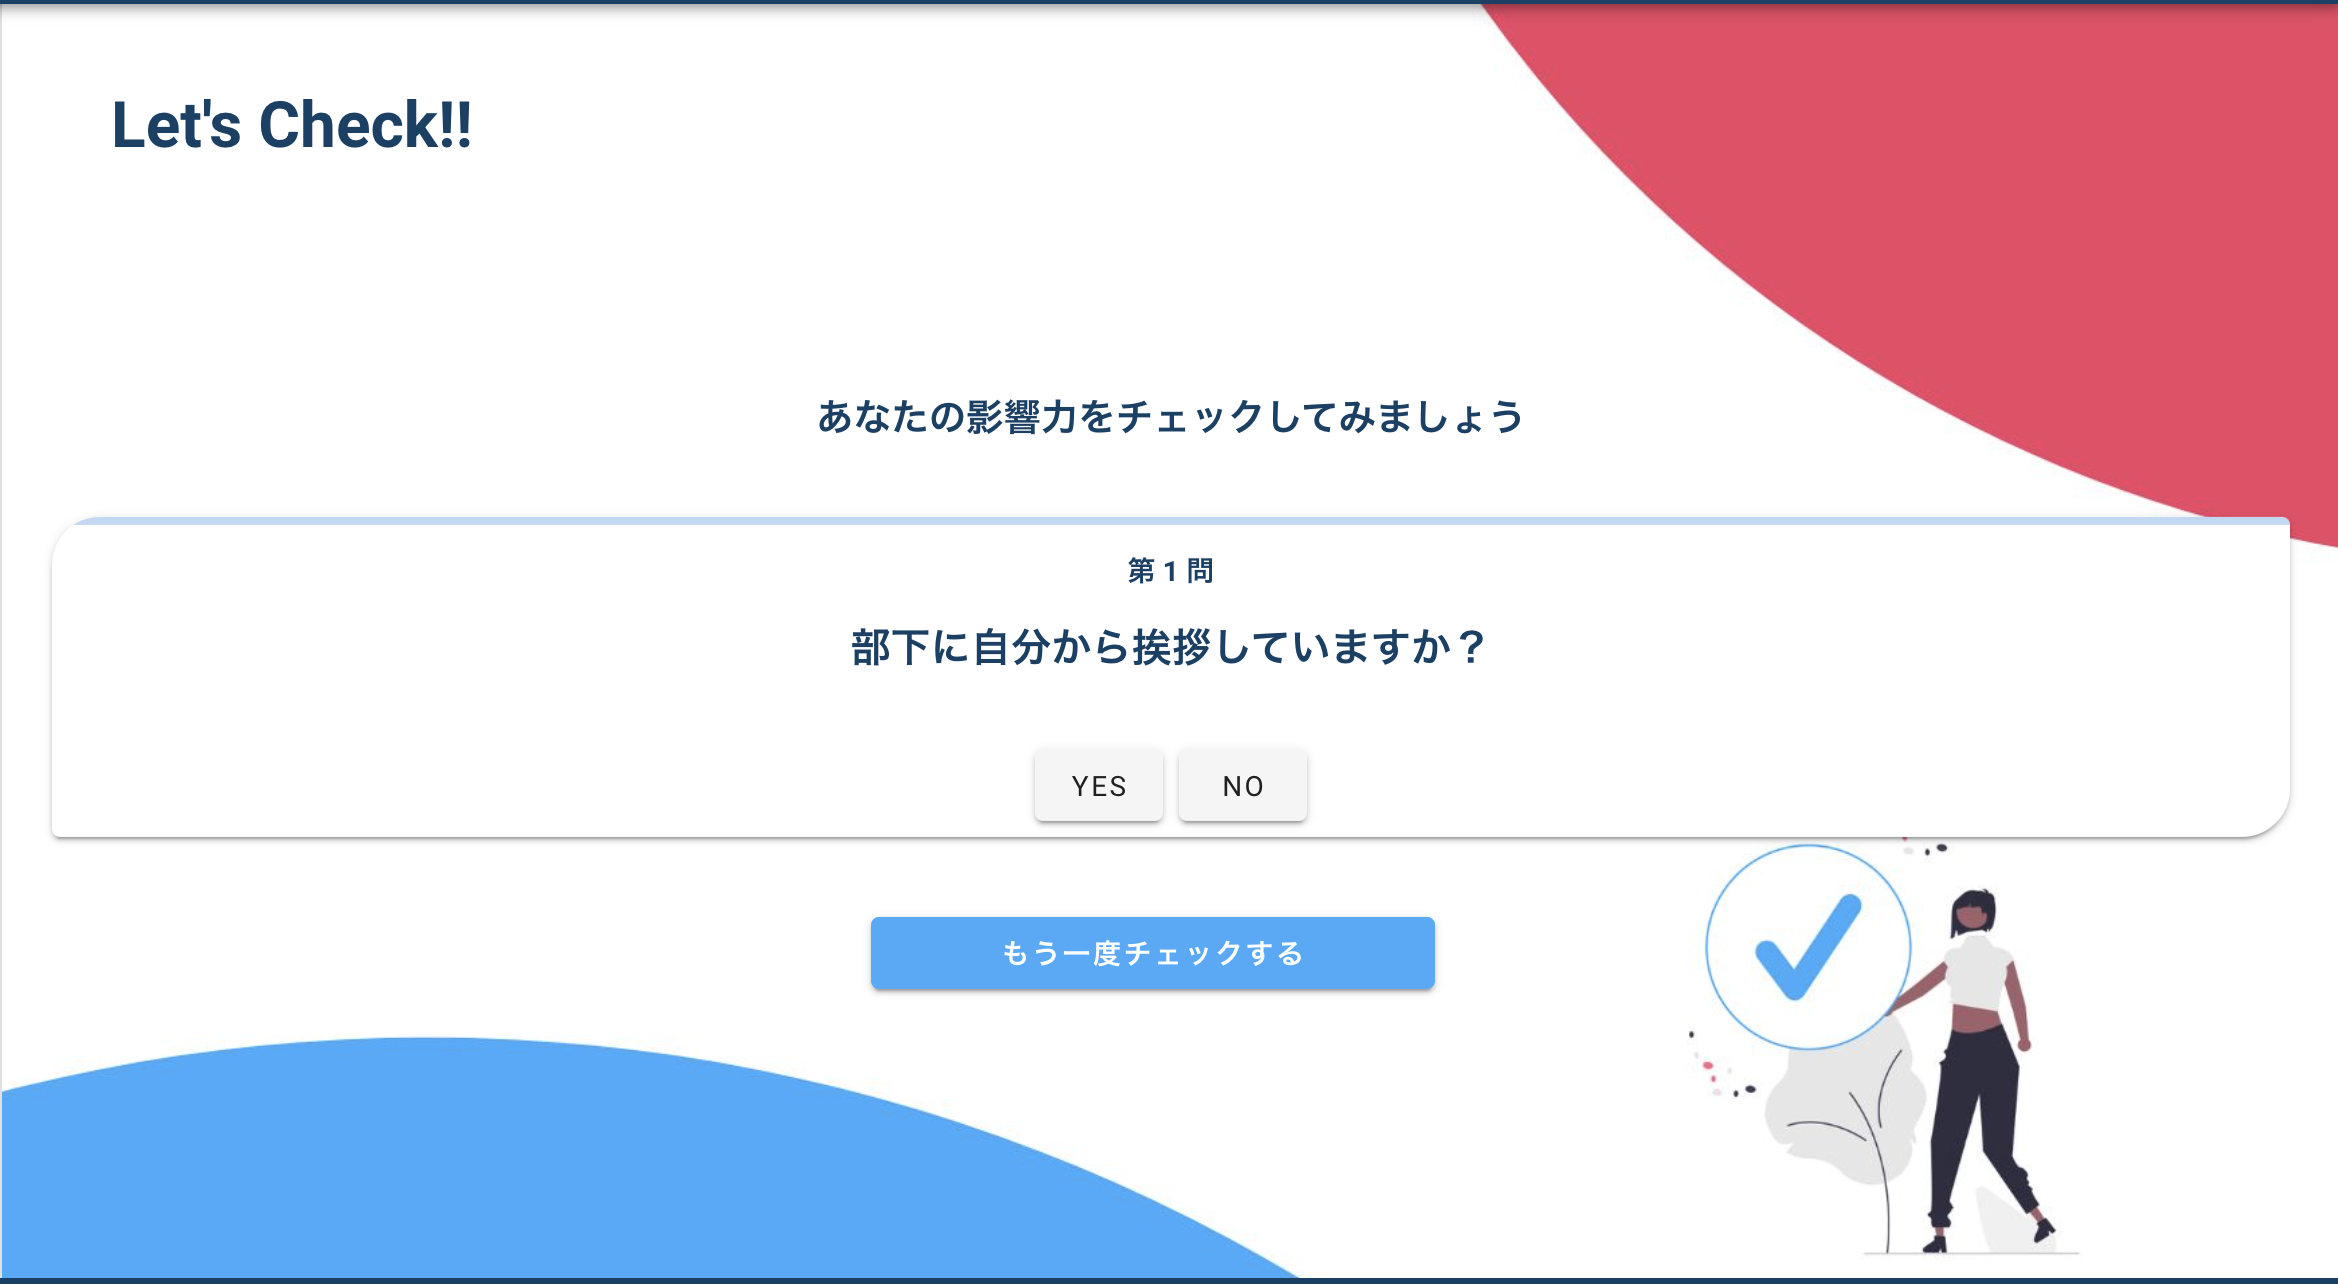 Let's Check!!
あなたの影響力をチェックしてみましょう
第1問
部下に自分から挨拶していますか？
YES NO
もう一度チェックする